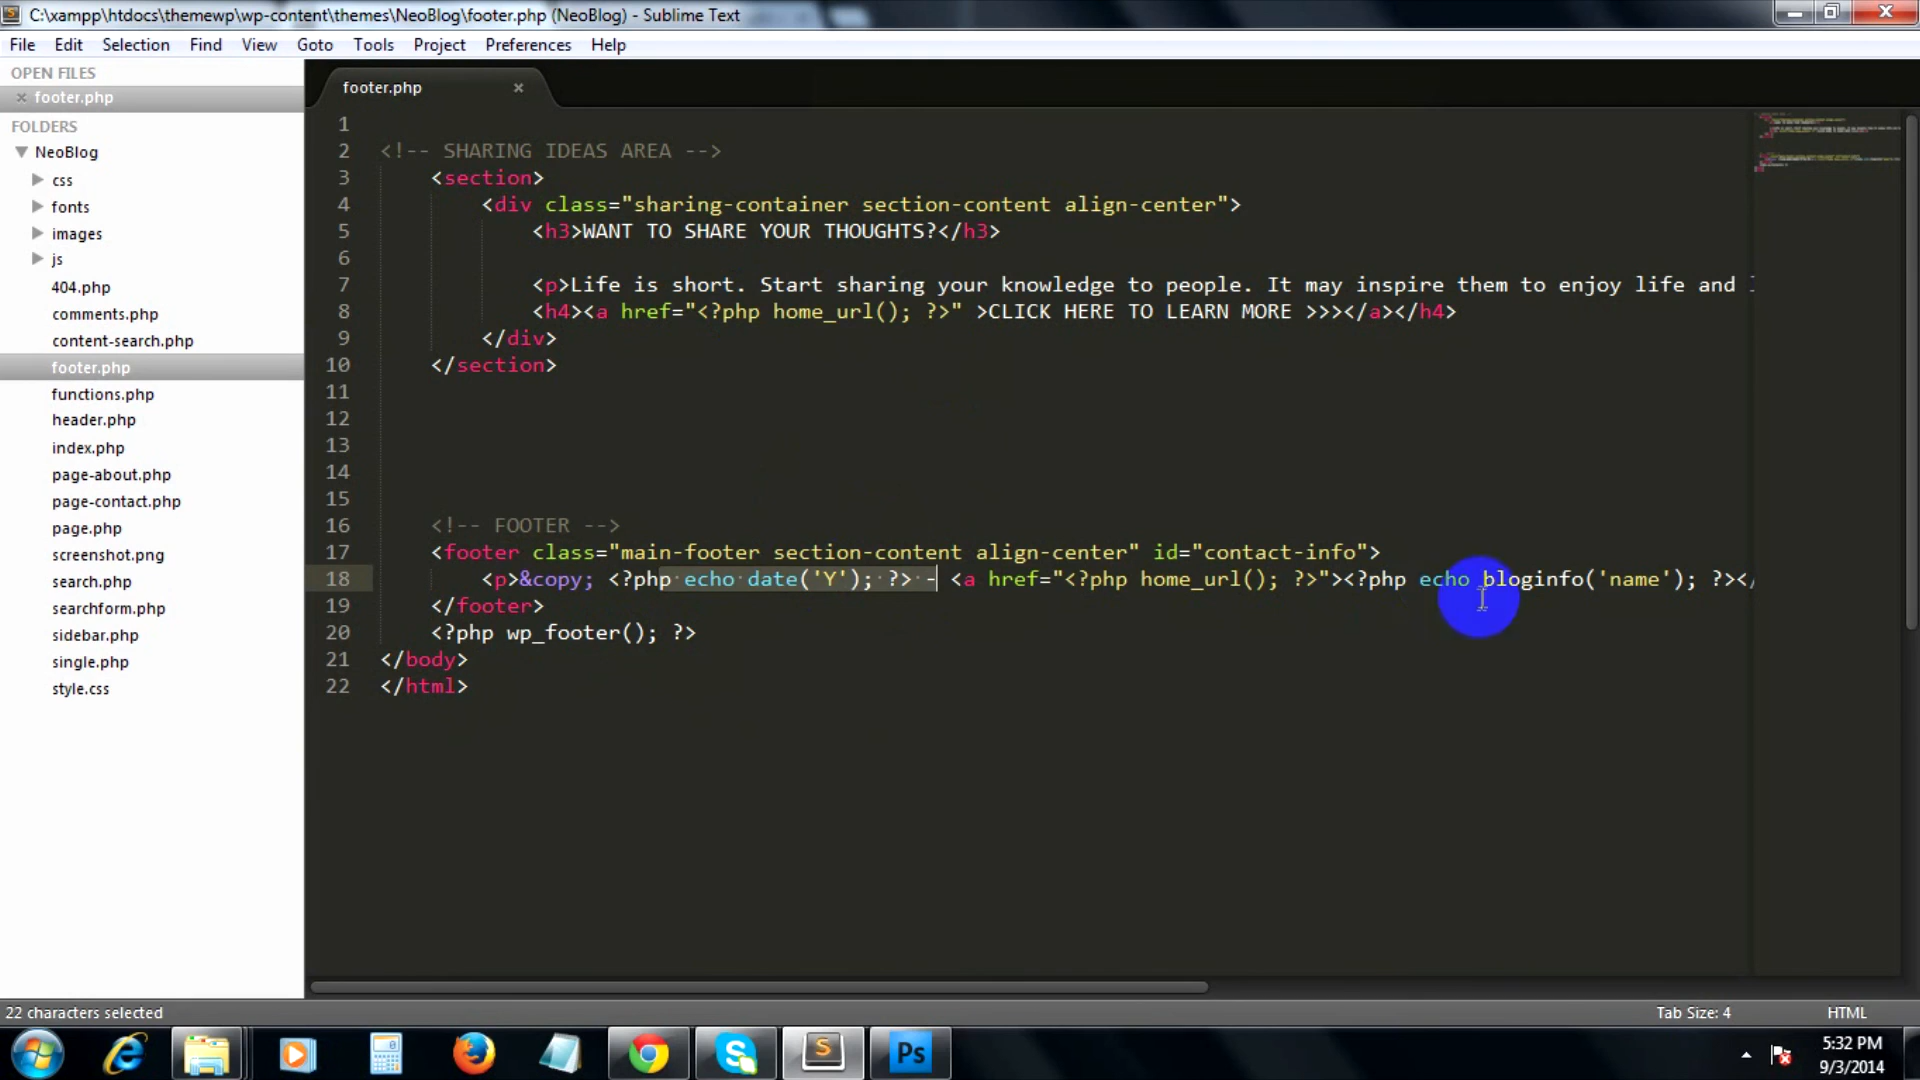 C:\xampp\htdocs\themewp\wp-content\themes\NeoBlog\footer.php (NeoBlog) - Sublime Text
File Edit Selection Find View Goto Tools Project Preferences Help
OPEN FILES
footer.php
FOLDERS
NeoBlog
css
fonts
images
js
404.php
comments.php
content-search.php
footer.php
functions.php
header.php
index.php
page-about.php
page-contact.php
page.php
screenshot.png
search.php
searchform.php
sidebar.php
single.php
style.css
footer.php
1
2 <!-- SHARING IDEAS AREA -->
3 <section>
4 <div class="sharing-container section-content align-center">
5 <h3>WANT TO SHARE YOUR THOUGHTS?</h3>
6
7 <p>Life is short. Start sharing your knowledge to people. It may inspire them to enjoy life and
8 <h4><a href="<?php home_url(); ?>" >CLICK HERE TO LEARN MORE >>></a></h4>
9 </div>
10 </section>
11
12
13
14
15
16 <!-- FOOTER -->
17 <footer class="main-footer section-content align-center" id="contact-info">
18 <p>&copy; <?php echo date('Y'); ?> - <a href="<?php home_url(); ?>"><?php echo bloginfo('name'); ?></
19 </footer>
20 <?php wp_footer(); ?>
21 </body>
22 </html>
22 characters selected
Tab Size: 4
HTML
Ps
5:32 PM
9/3/2014